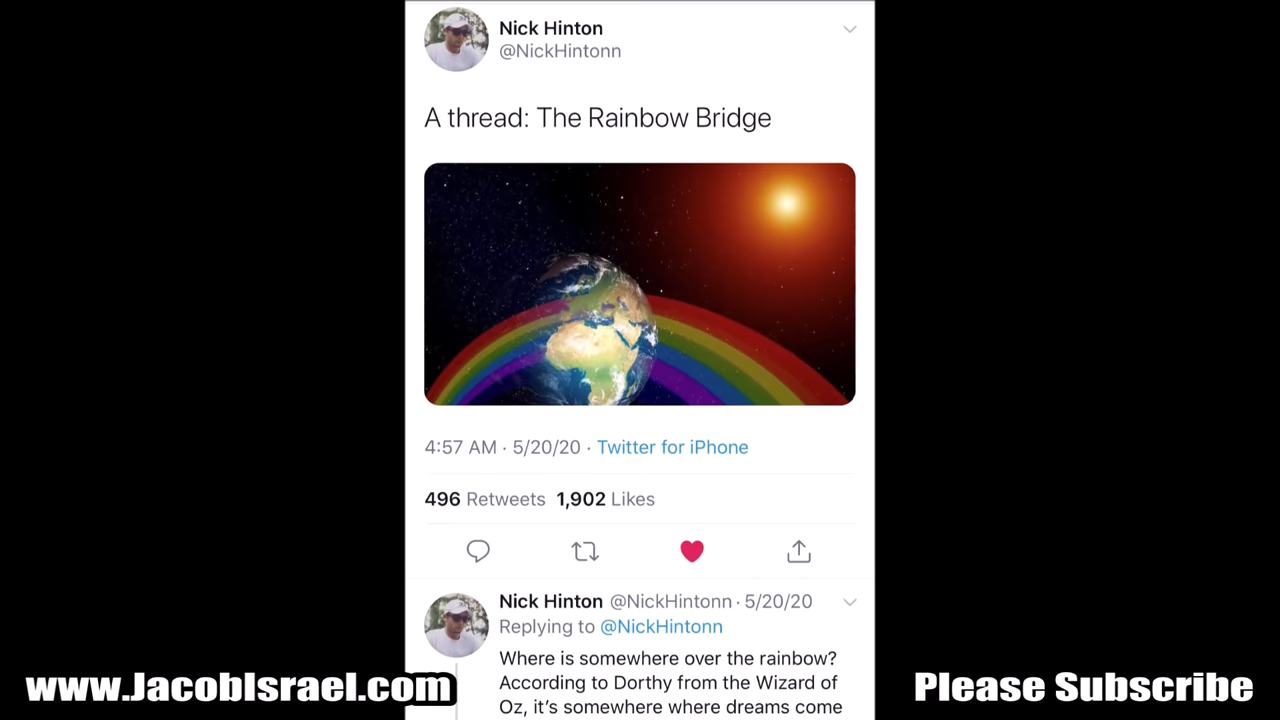 Nick Hinton
@NickHintonn
A thread: The Rainbow Bridge
4:57 AM · 5/20/20 · Twitter for iPhone
496 Retweets 1,902 Likes
Nick Hinton @NickHintonn · 5/20/20
Replying to @NickHintonn
Where is somewhere over the rainbow?
According to Dorthy from the Wizard of
Oz, it's somewhere where dreams come
www.JacobIsrael.com
Please Subscribe